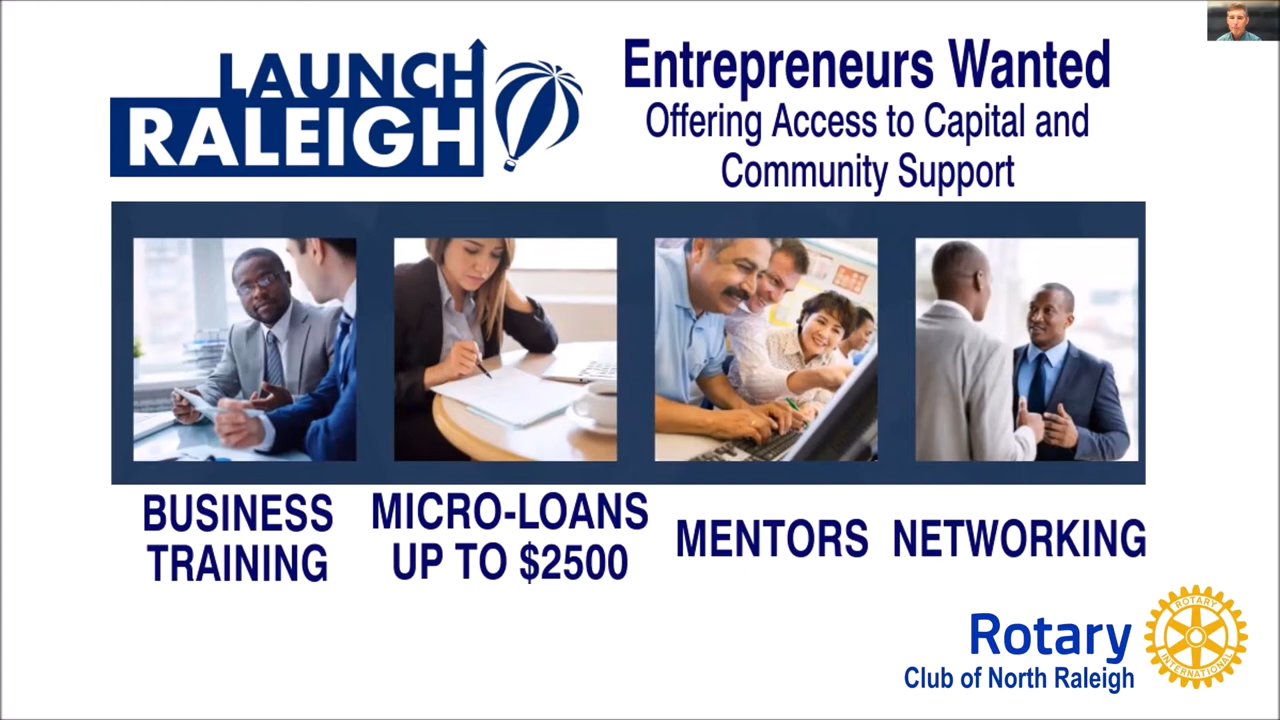 LAUNCH
RALEIGH
Entrepreneurs Wanted
Offering Access to Capital and
Community Support
BUSINESS
TRAINING
MICRO-LOANS
UP TO $2500
MENTORS
NETWORKING
Rotary
Club of North Raleigh
ROTARY
INTERNATIONAL